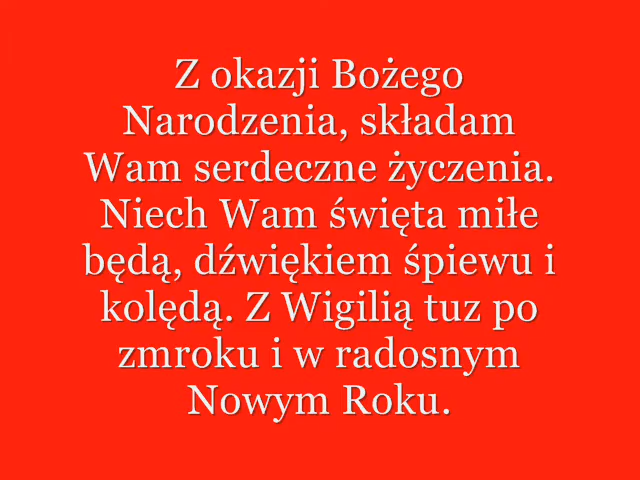 Z okazji Bożego
Narodzenia, składam
Wam serdeczne życzenia.
Niech Wam święta miłe
będą, dźwiękiem śpiewu i
kolędą. Z Wigilią tuz po
zmroku i w radosnym
Nowym Roku.